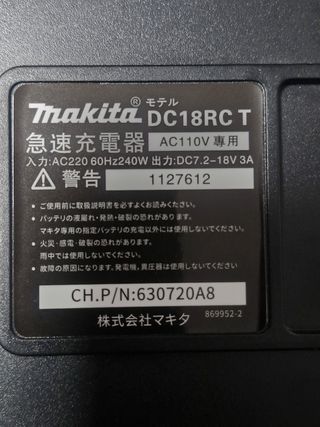 makita® モデル DC18RC T
急速充電器 AC110V 專用
入力:AC220 60Hz240W 出力:DC7.2-18V 3A
⚠ 警告 1127612
• ご使用前に取扱説明書を必ずよみおよみください。
• バッテリの液漏れ・発熱・破裂の恐れがあります。
マキタ専用の指定バッテリ充電の充電以外には使用しないでください
• 火災・感電・破裂の恐れがあります。
雨中では使用しないでください。
• 故障の原因になります、発電機、異圧器は使用しないてください
CH.P/N:630720A8
株式会社マキタ 869952-2